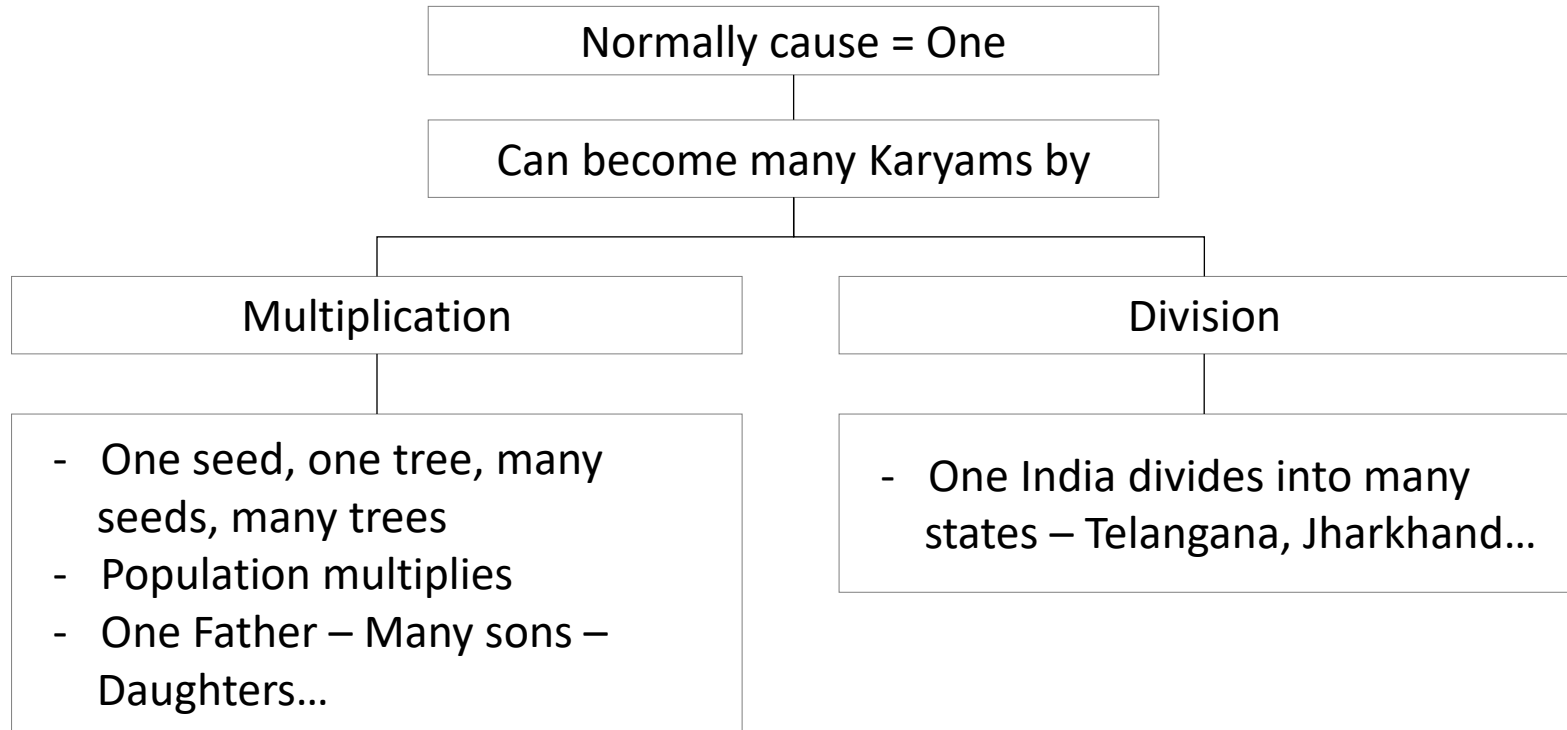 Normally cause = One
Can become many Karyams by
Multiplication
Division
- One seed, one tree, many
seeds, many trees
- Population multiplies
- One Father – Many sons –
Daughters…
- One India divides into many
states – Telangana, Jharkhand…